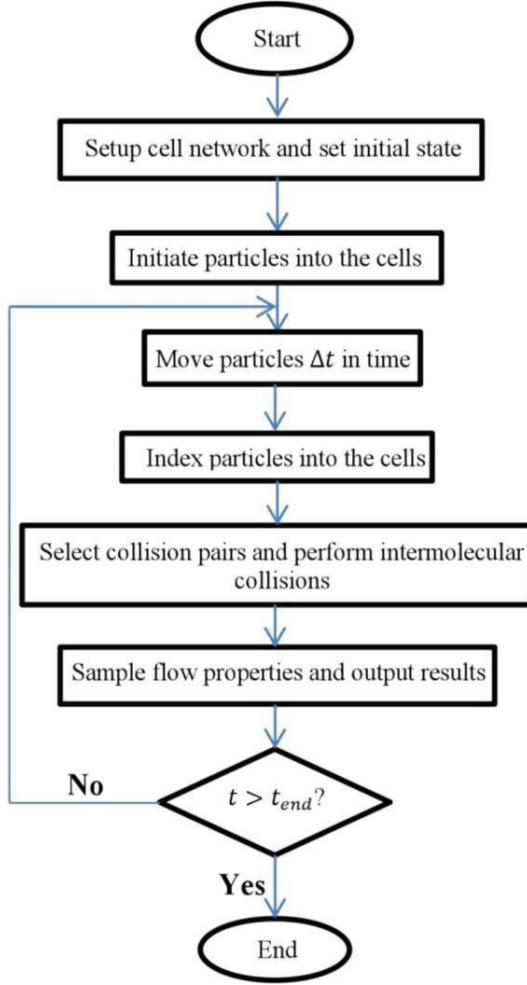 Start
Setup cell network and set initial state
Initiate particles into the cells
Move particles Δ𝑡 in time
Index particles into the cells
Select collision pairs and perform intermolecular
collisions
Sample flow properties and output results
𝑡 > 𝑡𝑒𝑛𝑑?
No
Yes
End